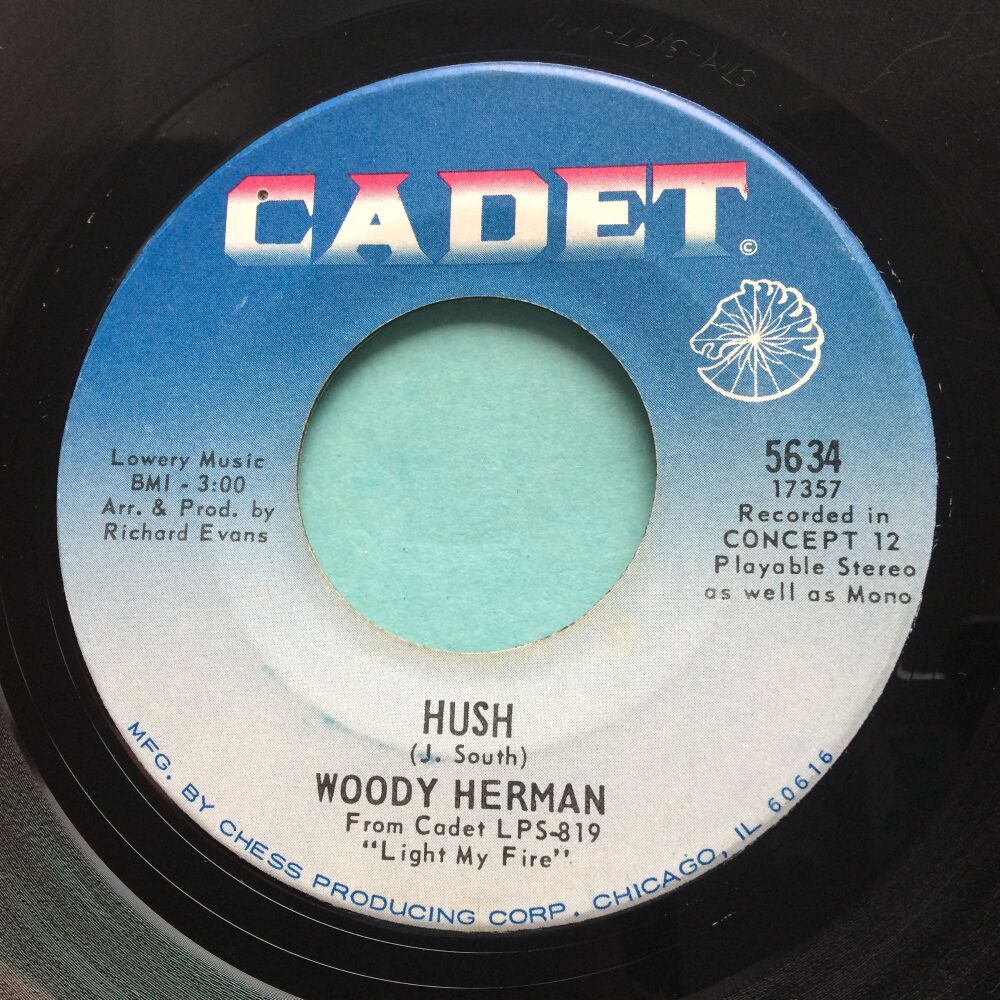 CADET
©
Lowery Music
BMI - 3:00
Arr. & Prod. by
Richard Evans
5634
17357
Recorded in
CONCEPT 12
Playable Stereo
as well as Mono
HUSH
(J. South)
WOODY HERMAN
From Cadet LPS-819
"Light My Fire"
MFG. BY CHESS PRODUCING CORP. CHICAGO, IL 60616